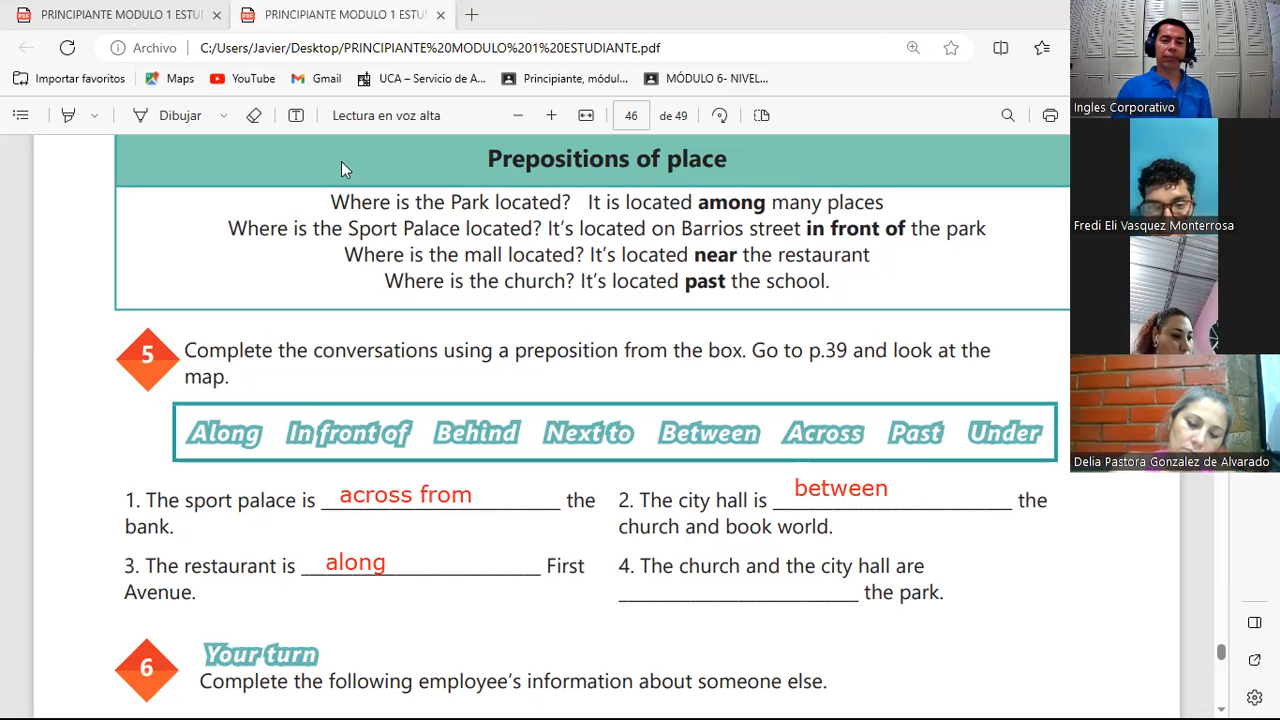 PRINCIPIANTE MODULO 1 ESTU
PRINCIPIANTE MODULO 1 ESTU
Archivo
C:/Users/Javier/Desktop/PRINCIPIANTE%20MODULO%201%20ESTUDIANTE.pdf
Importar favoritos
Maps
YouTube
Gmail
UCA – Servicio de A...
Principiante, módul...
MÓDULO 6- NIVEL...
Dibujar
Lectura en voz alta
46
de 49
Prepositions of place
Where is the Park located? It is located among many places
Where is the Sport Palace located? It's located on Barrios street in front of the park
Where is the mall located? It's located near the restaurant
Where is the church? It's located past the school.
5
Complete the conversations using a preposition from the box. Go to p.39 and look at the
map.
Along In front of Behind Next to Between Across Past Under
1. The sport palace is across from the
bank.
2. The city hall is between the
church and book world.
3. The restaurant is along First
Avenue.
4. The church and the city hall are
____ the park.
6
Your turn
Complete the following employee's information about someone else.
Ingles Corporativo
Fredi Eli Vasquez Monterrosa
Delia Pastora Gonzalez de Alvarado